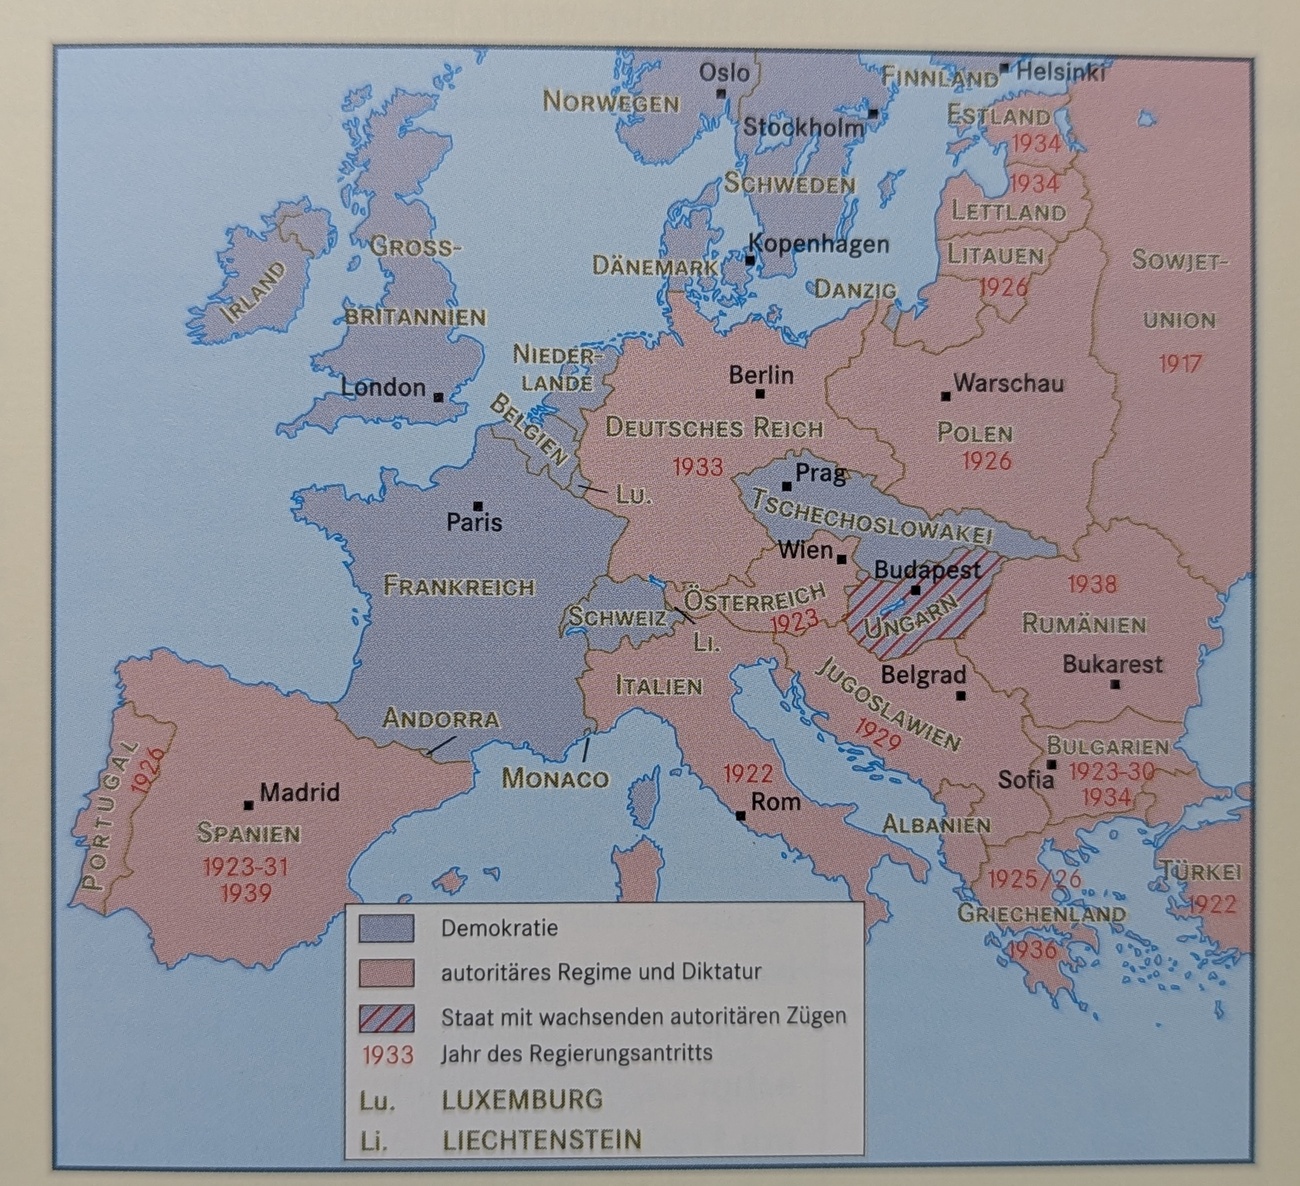 Oslo
NORWEGEN
Stockholm
SCHWEDEN
FINNLAND
Helsinki
ESTLAND
1934
1934
LETTLAND
LITAUEN
1926
SOWJET-
UNION
1917
GROSS-
BRITANNIEN
IRLAND
London
DÄNEMARK
Kopenhagen
DANZIG
NIEDER-
LANDE
BELGIEN
Lu.
Berlin
DEUTSCHES REICH
1933
Warschau
POLEN
1926
Prag
TSCHECHOSLOWAKEI
Paris
FRANKREICH
SCHWEIZ
Li.
Wien
ÖSTERREICH
1923
Budapest
UNGARN
1938
RUMÄNIEN
Bukarest
ITALIEN
1922
Rom
JUGOSLAWIEN
1929
Belgrad
BULGARIEN
1923-30
1934
Sofia
ALBANIEN
1925/26
GRIECHENLAND
1936
TÜRKEI
1922
ANDORRA
MONACO
PORTUGAL
1926
Madrid
SPANIEN
1923-31
1939
Demokratie
autoritäres Regime und Diktatur
Staat mit wachsenden autoritären Zügen
1933 Jahr des Regierungsantritts
Lu. LUXEMBURG
Li. LIECHTENSTEIN